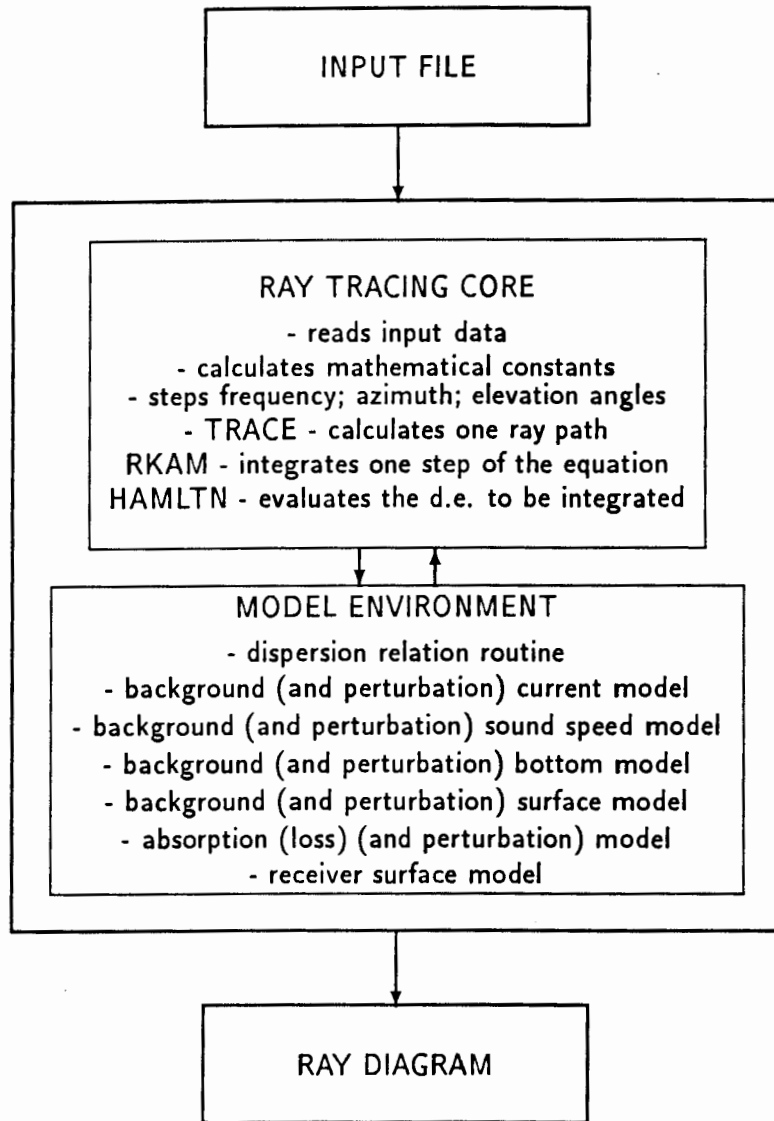 INPUT FILE
RAY TRACING CORE
- reads input data
- calculates mathematical constants
- steps frequency; azimuth; elevation angles
- TRACE - calculates one ray path
RKAM - integrates one step of the equation
HAMLTN - evaluates the d.e. to be integrated
MODEL ENVIRONMENT
- dispersion relation routine
- background (and perturbation) current model
- background (and perturbation) sound speed model
- background (and perturbation) bottom model
- background (and perturbation) surface model
- absorption (loss) (and perturbation) model
- receiver surface model
RAY DIAGRAM